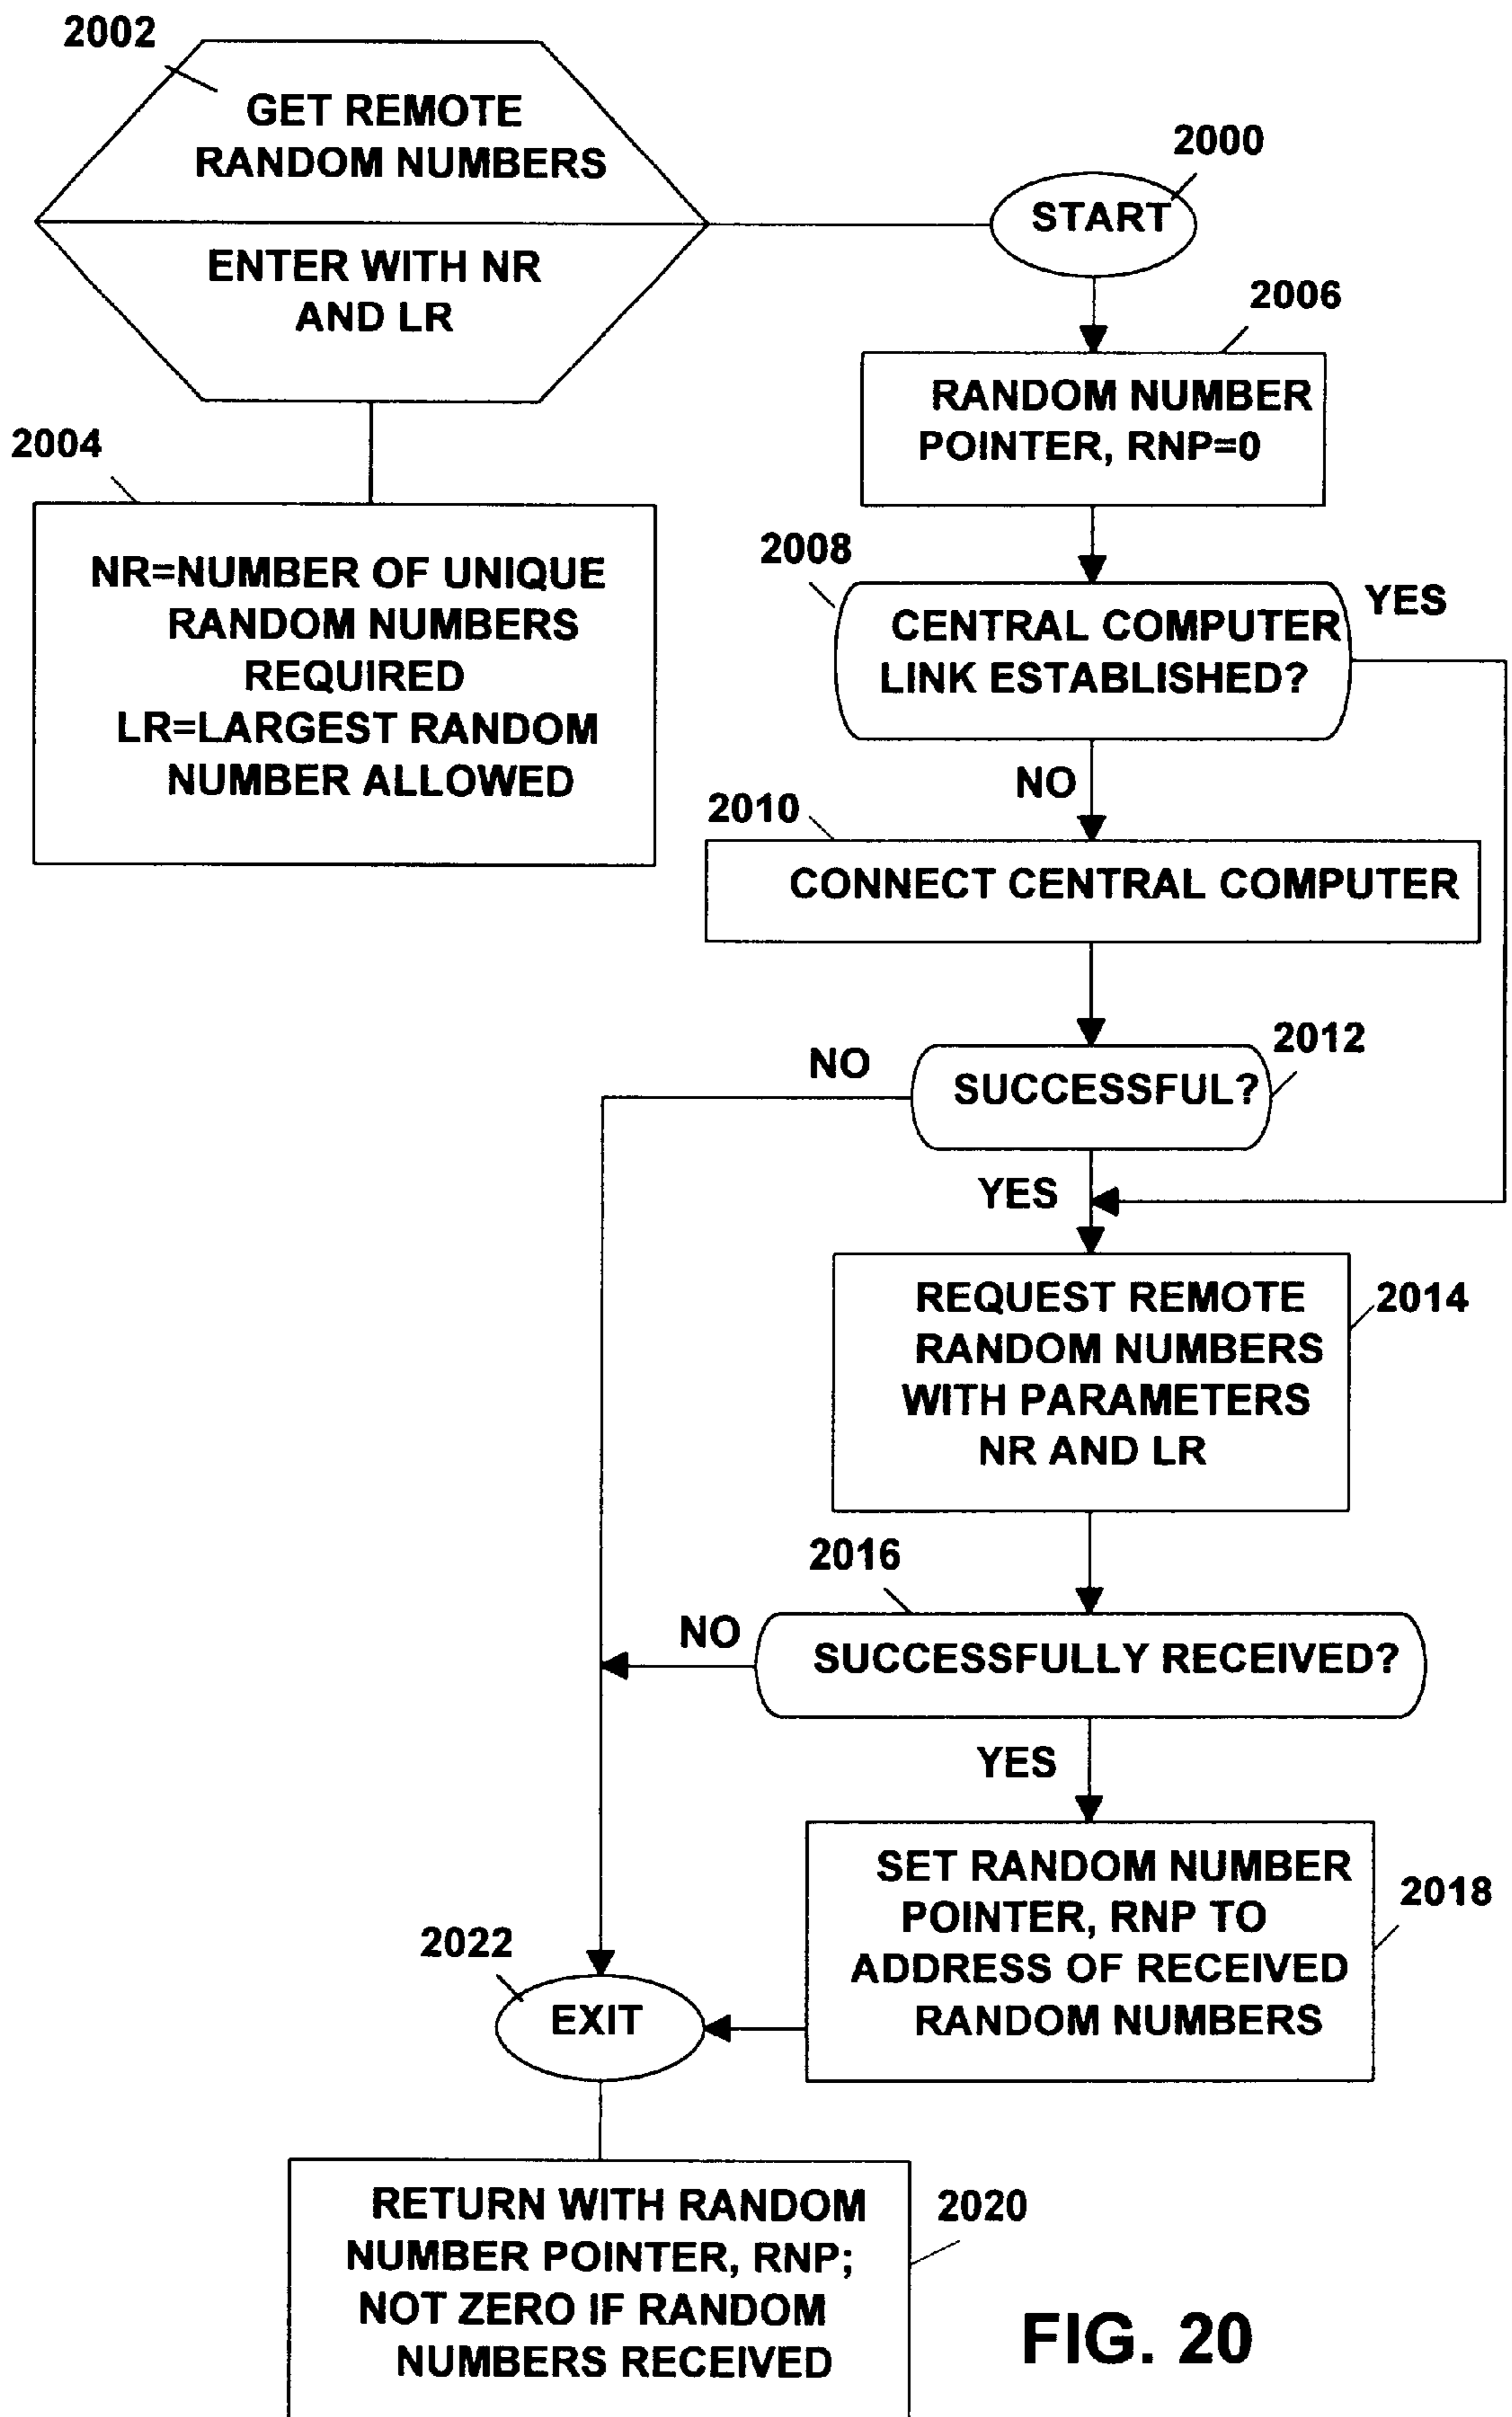 2002
GET REMOTE
RANDOM NUMBERS
ENTER WITH NR
AND LR
2004
NR=NUMBER OF UNIQUE
RANDOM NUMBERS
REQUIRED
LR=LARGEST RANDOM
NUMBER ALLOWED
2000
START
2006
RANDOM NUMBER
POINTER, RNP=0
2008
CENTRAL COMPUTER
LINK ESTABLISHED?
YES
NO
2010
CONNECT CENTRAL COMPUTER
2012
SUCCESSFUL?
NO
YES
2014
REQUEST REMOTE
RANDOM NUMBERS
WITH PARAMETERS
NR AND LR
2016
SUCCESSFULLY RECEIVED?
NO
YES
2018
SET RANDOM NUMBER
POINTER, RNP TO
ADDRESS OF RECEIVED
RANDOM NUMBERS
2022
EXIT
2020
RETURN WITH RANDOM
NUMBER POINTER, RNP;
NOT ZERO IF RANDOM
NUMBERS RECEIVED
FIG. 20